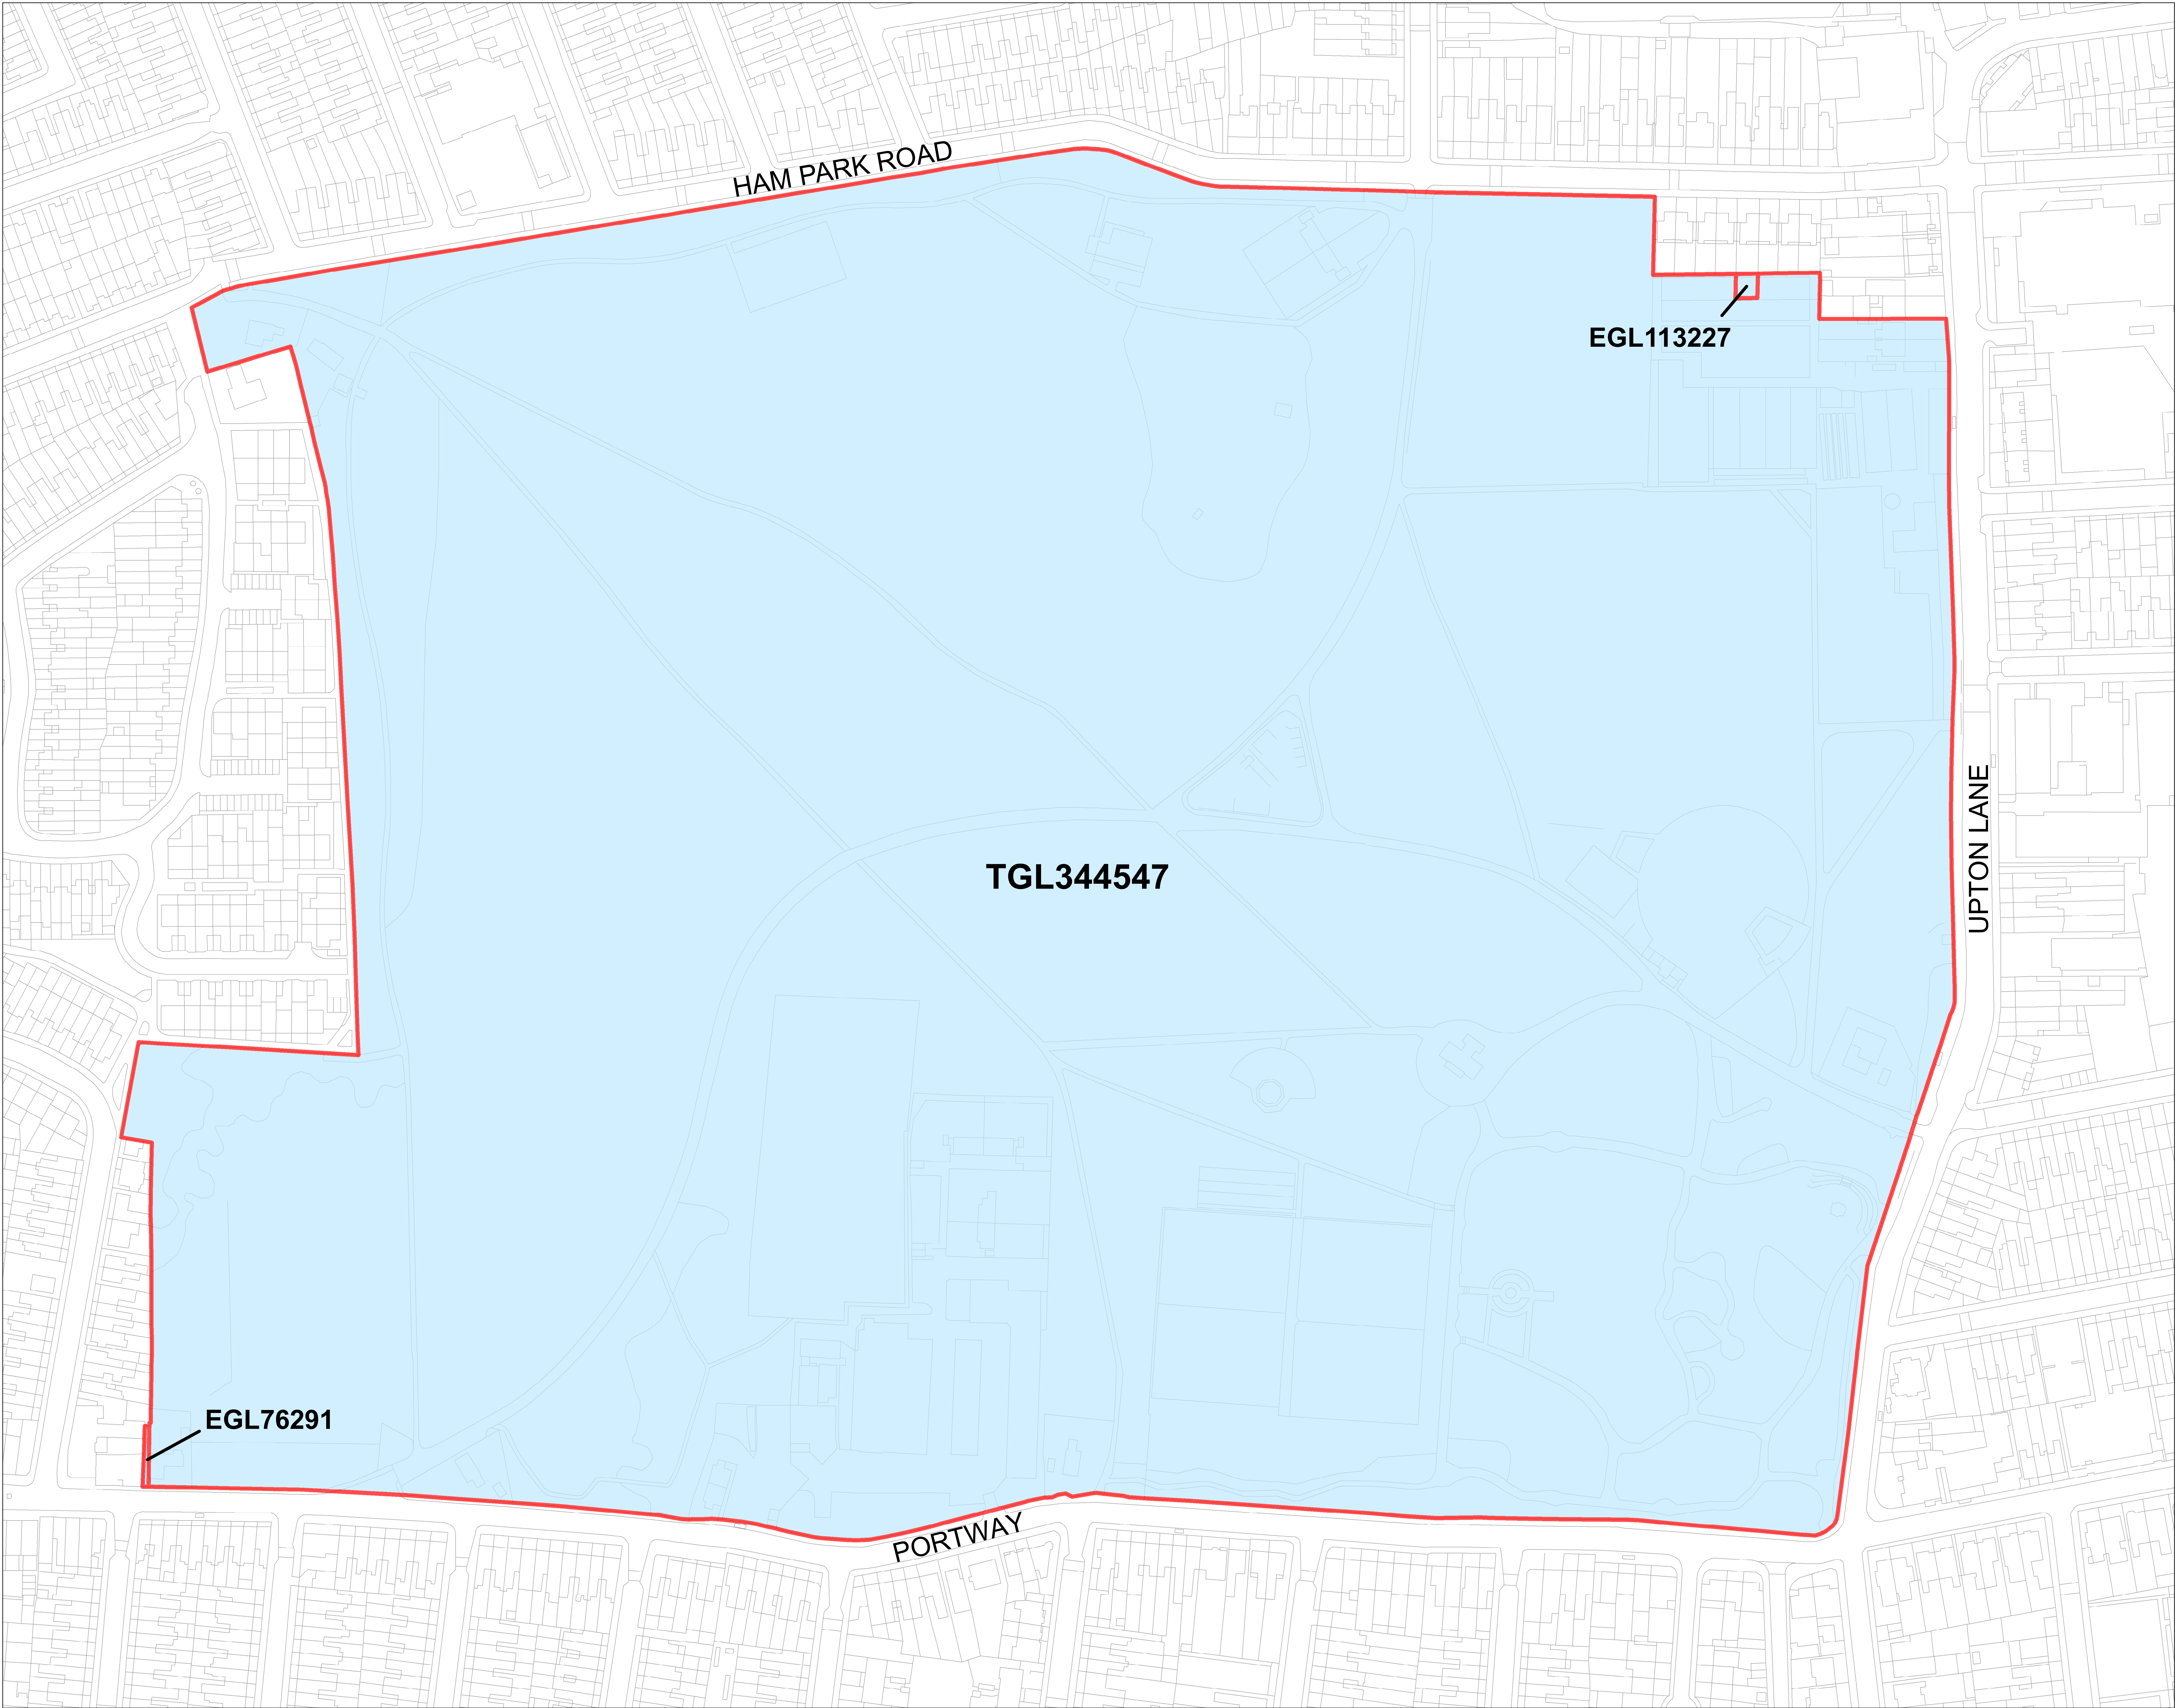 HAM PARK ROAD
EGL113227
UPTON LANE
TGL344547
EGL76291
PORTWAY